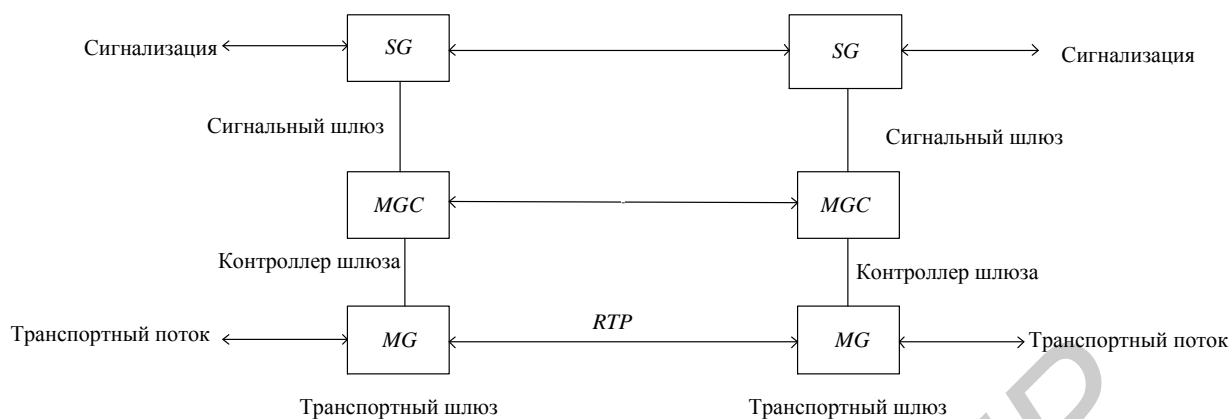 Сигнализация
SG
SG
Сигнализация
Сигнальный шлюз
Сигнальный шлюз
MGC
MGC
Контроллер шлюза
Контроллер шлюза
Транспортный поток
MG
RTP
MG
Транспортный поток
Транспортный шлюз
Транспортный шлюз